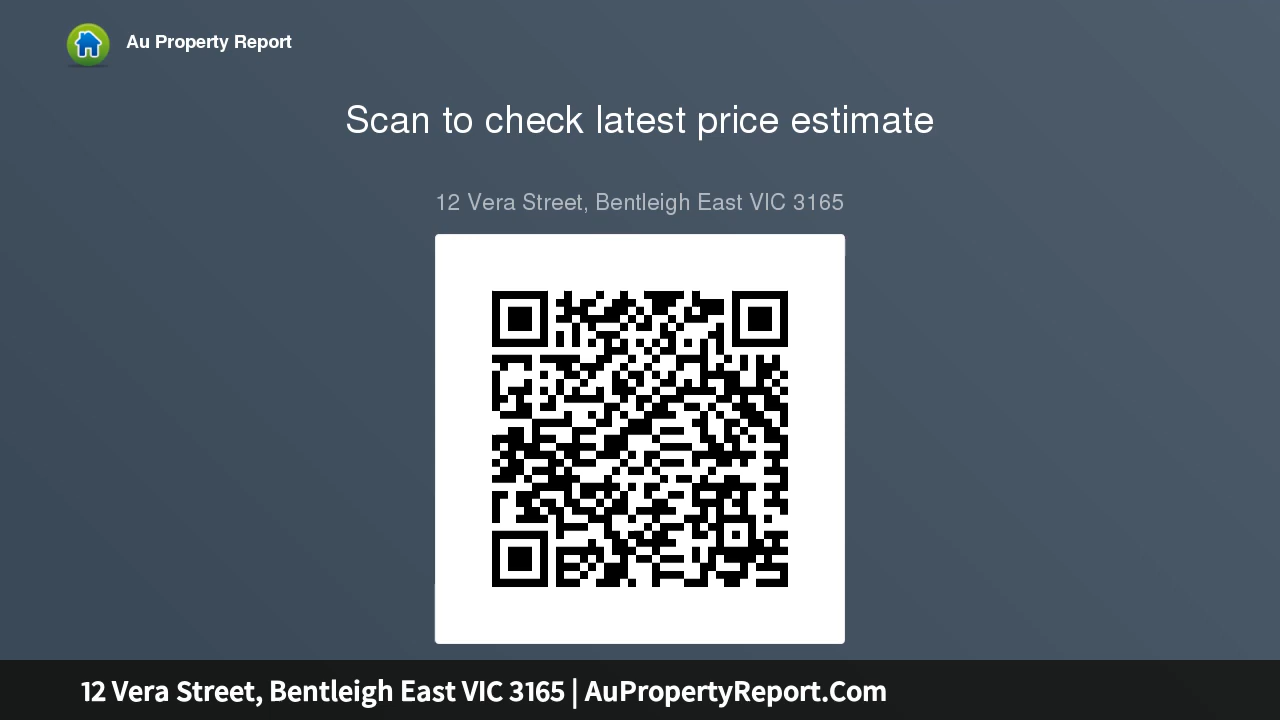 Au Property Report
Scan to check latest price estimate
12 Vera Street, Bentleigh East VIC 3165
12 Vera Street, Bentleigh East VIC 3165 | AuPropertyReport.Com